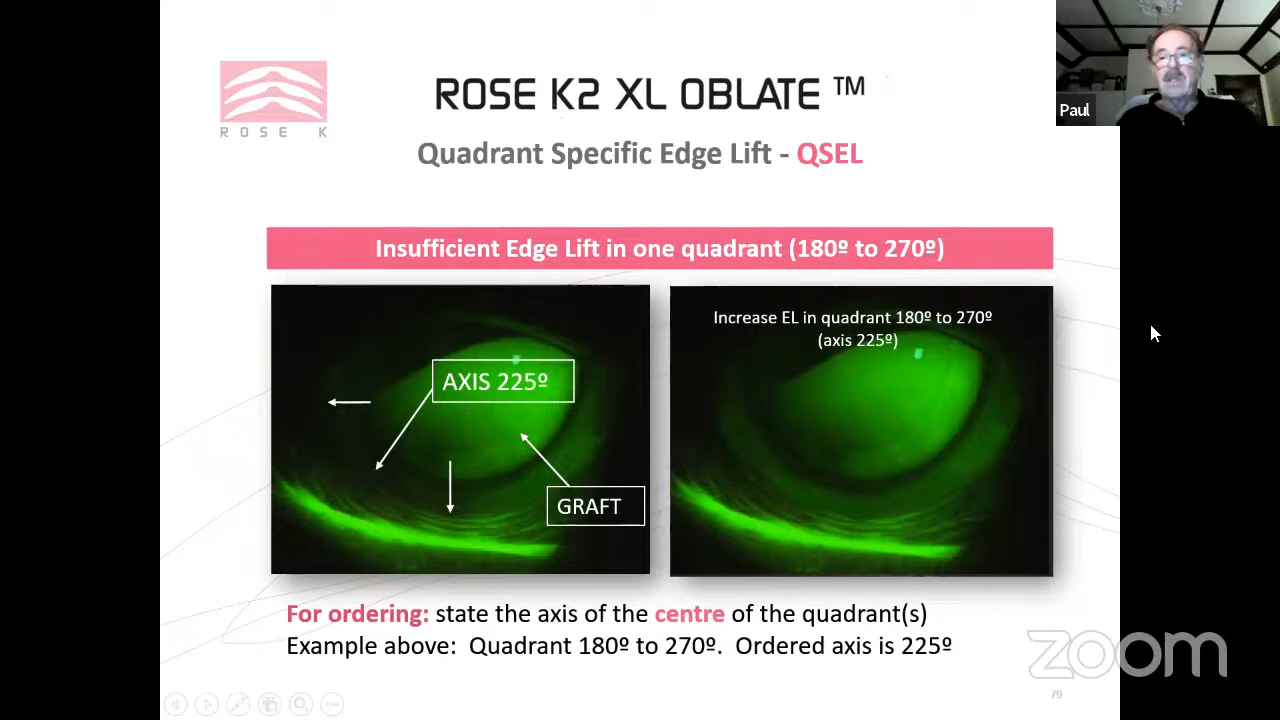 ROSE K
ROSE K2 XL OBLATE ™
Quadrant Specific Edge Lift - QSEL
Paul
Insufficient Edge Lift in one quadrant (180º to 270º)
AXIS 225º
GRAFT
Increase EL in quadrant 180º to 270º
(axis 225º)
For ordering: state the axis of the centre of the quadrant(s)
Example above: Quadrant 180º to 270º. Ordered axis is 225º
zoom
79